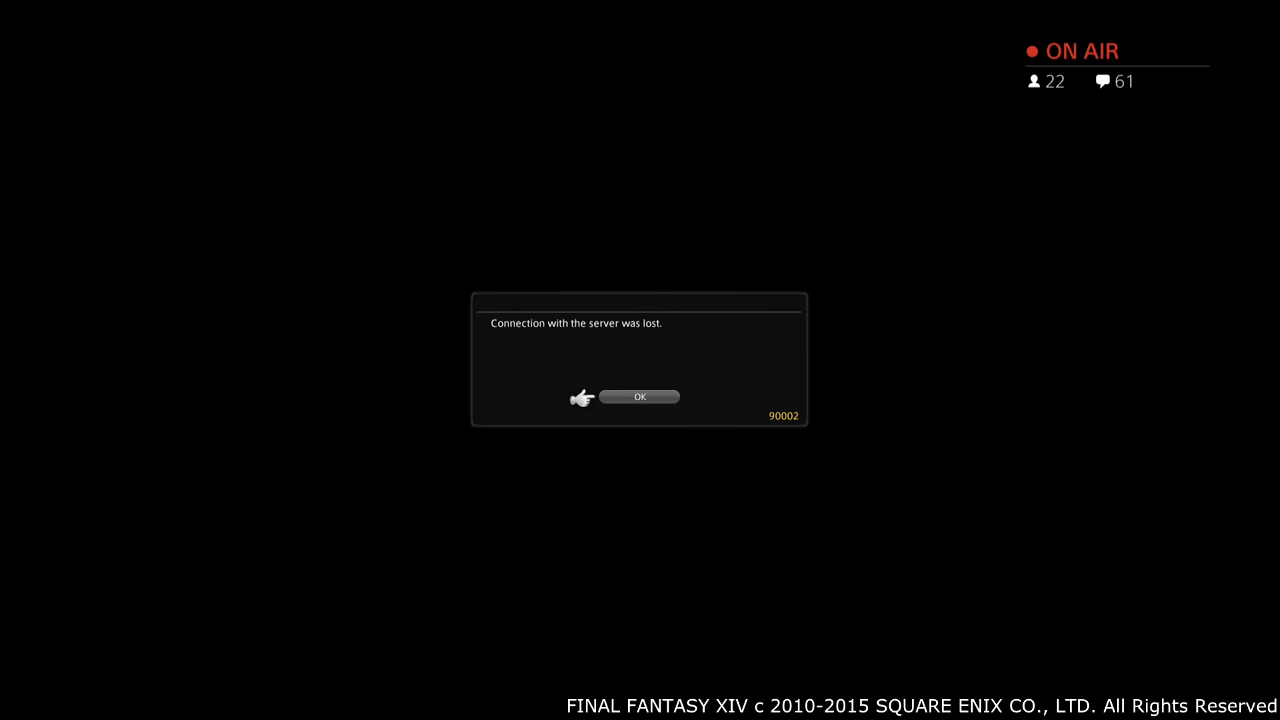 ON AIR
22 61
Connection with the server was lost.
OK
90002
FINAL FANTASY XIV c 2010-2015 SQUARE ENIX CO., LTD. All Rights Reserved